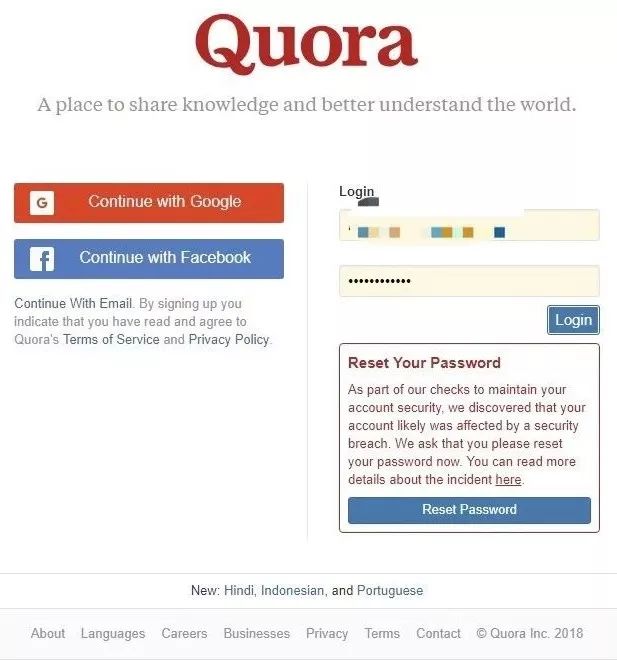 Quora
A place to share knowledge and better understand the world.
G Continue with Google
f Continue with Facebook
Continue With Email. By signing up you
indicate that you have read and agree to
Quora's Terms of Service and Privacy Policy.
Login
••••••••••••
Login
Reset Your Password
As part of our checks to maintain your
account security, we discovered that your
account likely was affected by a security
breach. We ask that you please reset
your password now. You can read more
details about the incident here.
Reset Password
New: Hindi, Indonesian, and Portuguese
About Languages Careers Businesses Privacy Terms Contact © Quora Inc. 2018